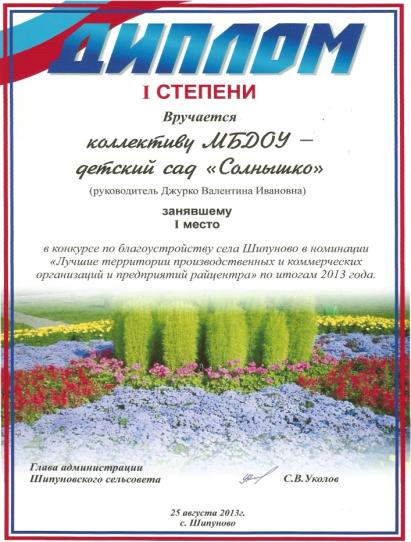 ДИПЛОМ
I СТЕПЕНИ
Вручается
коллективу МБДОУ –
детский сад «Солнышко»
(руководитель Джурко Валентина Ивановна)
занявшему
I место
в конкурсе по благоустройству села Шипуново в номинации
«Лучшие территории производственных и коммерческих
организаций и предприятий райцентра» по итогам 2013 года.
Глава администрации
Шипуновского сельсовета С.В.Уколов
25 августа 2013г.
с. Шипуново